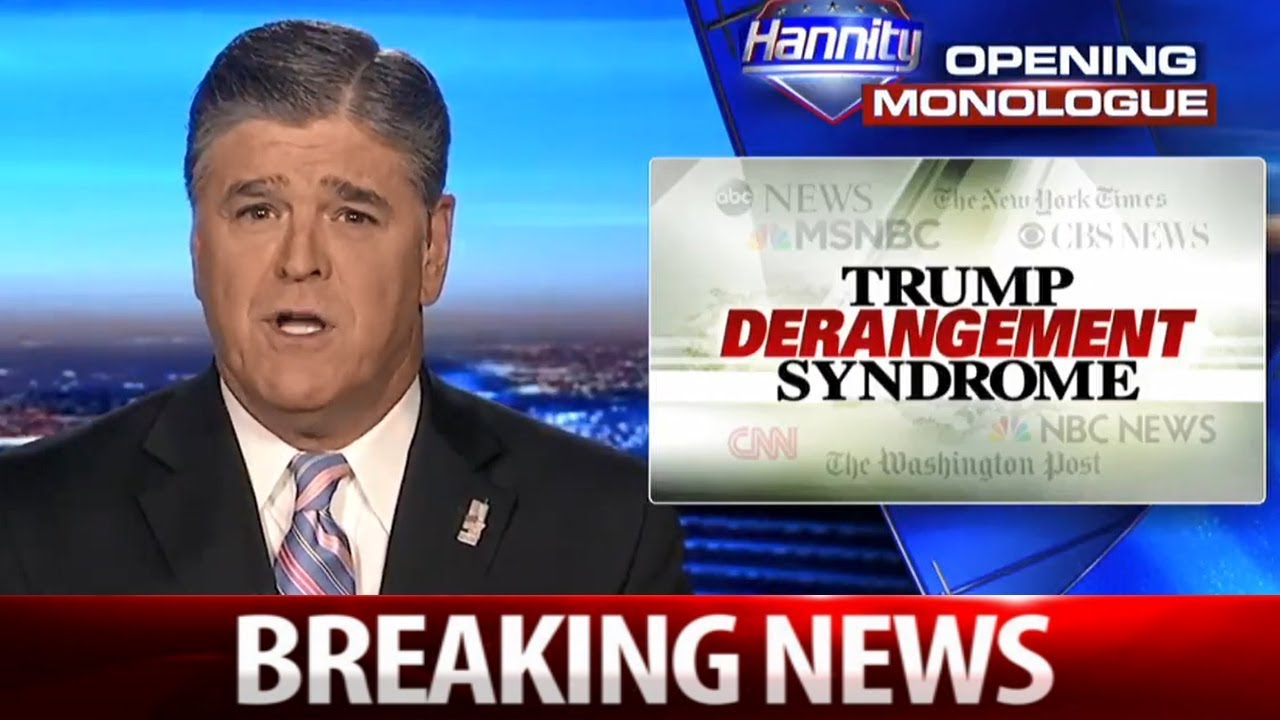 Hannity
OPENING
MONOLOGUE
abc NEWS
The New York Times
MSNBC
CBS NEWS
TRUMP
DERANGEMENT
SYNDROME
CNN
NBC NEWS
The Washington Post
BREAKING NEWS